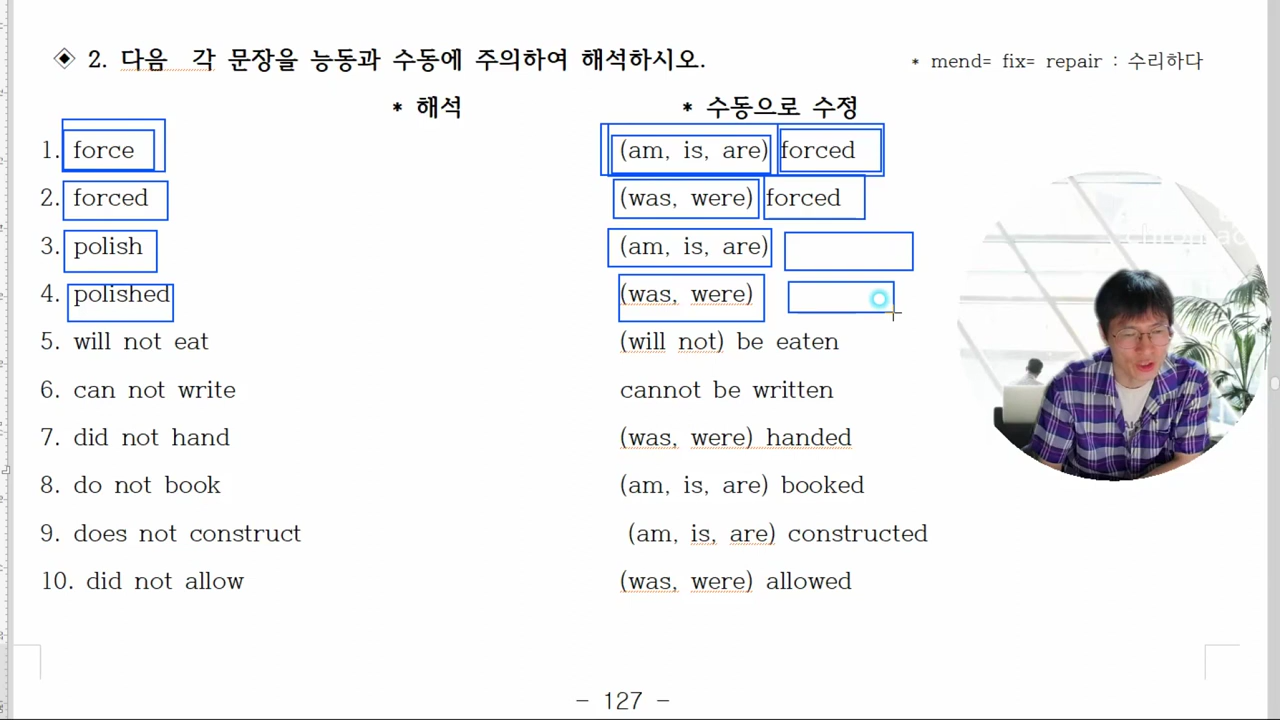 ◈ 2. 다음 각 문장을 능동과 수동에 주의하여 해석하시오. * mend= fix= repair : 수리하다
* 해석 * 수동으로 수정
1. force (am, is, are) forced
2. forced (was, were) forced
3. polish (am, is, are)
4. polished (was, were)
5. will not eat (will not) be eaten
6. can not write cannot be written
7. did not hand (was, were) handed
8. do not book (am, is, are) booked
9. does not construct (am, is, are) constructed
10. did not allow (was, were) allowed
- 127 -